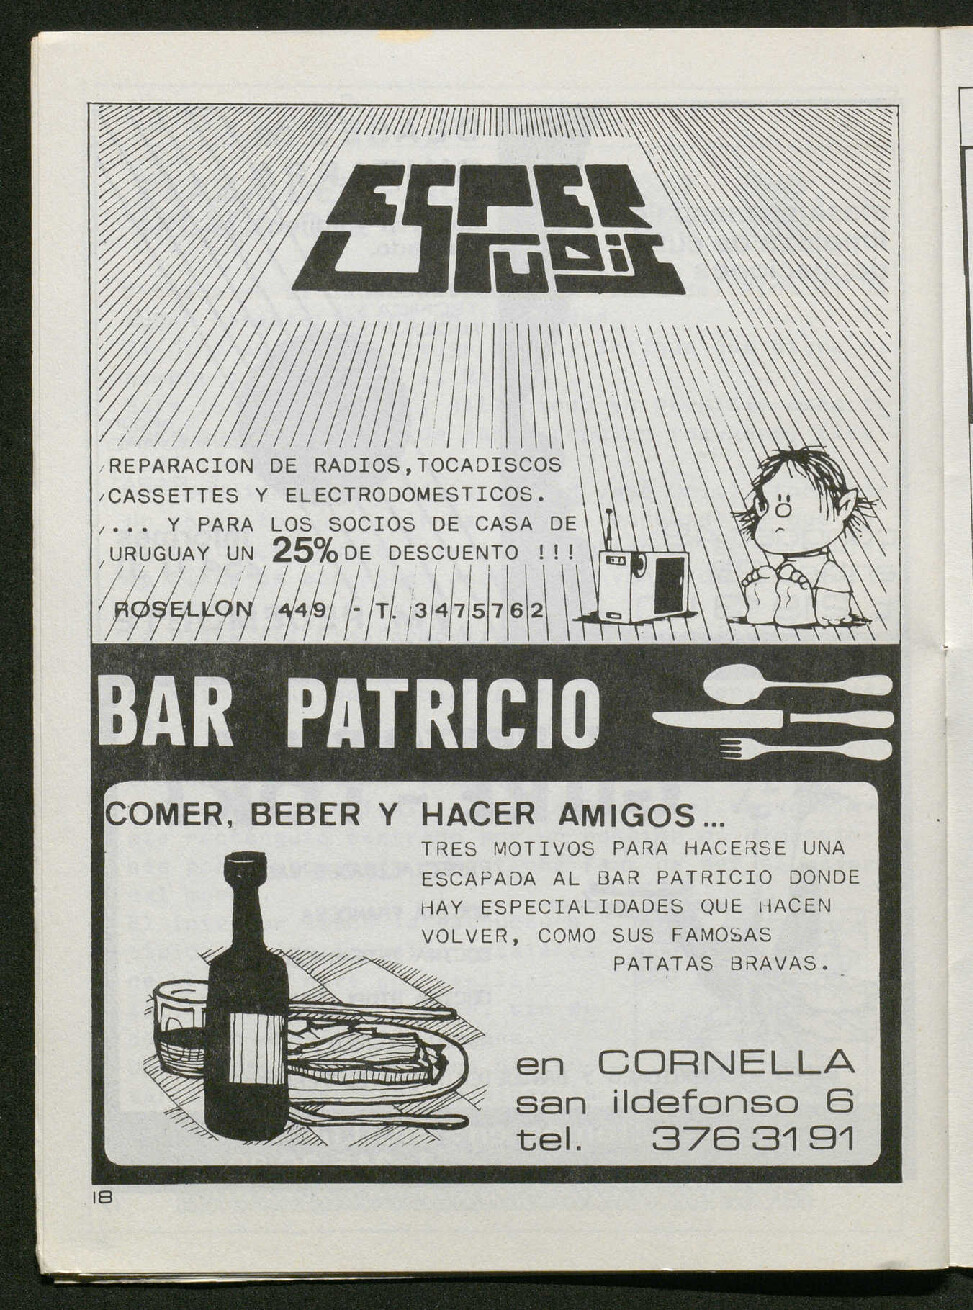 REPARACION DE RADIOS, TOCADISCOS
CASSETTES Y ELECTRODOMESTICOS.
... Y PARA LOS SOCIOS DE CASA DE
URUGUAY UN 25% DE DESCUENTO !!!
ROSELLON 449 - T. 3475762
BAR PATRICIO
COMER, BEBER Y HACER AMIGOS...
TRES MOTIVOS PARA HACERSE UNA
ESCAPADA AL BAR PATRICIO DONDE
HAY ESPECIALIDADES QUE HACEN
VOLVER, COMO SUS FAMOSAS
PATATAS BRAVAS.
en CORNELLA
san ildefonso 6
tel. 376 31 91
18